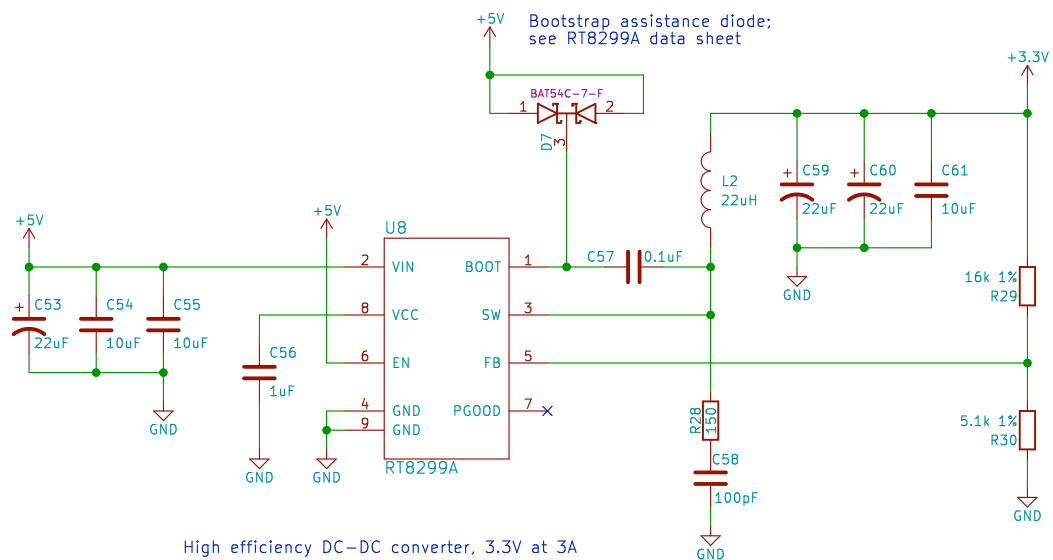 +5V
Bootstrap assistance diode;
see RT8299A data sheet
BAT54C-7-F
1
2
D7
3
+3.3V
+
C59
22uF
+
C60
22uF
C61
10uF
GND
L2
22uH
+5V
+
C53
22uF
C54
10uF
C55
10uF
GND
+5V
U8
2 VIN
8 VCC
6 EN
4 GND
9 GND
BOOT 1
SW 3
FB 5
PGOOD 7
RT8299A
C56
1uF
GND
GND
C57
0.1uF
R28
150
C58
100pF
GND
16k 1%
R29
5.1k 1%
R30
GND
High efficiency DC-DC converter, 3.3V at 3A